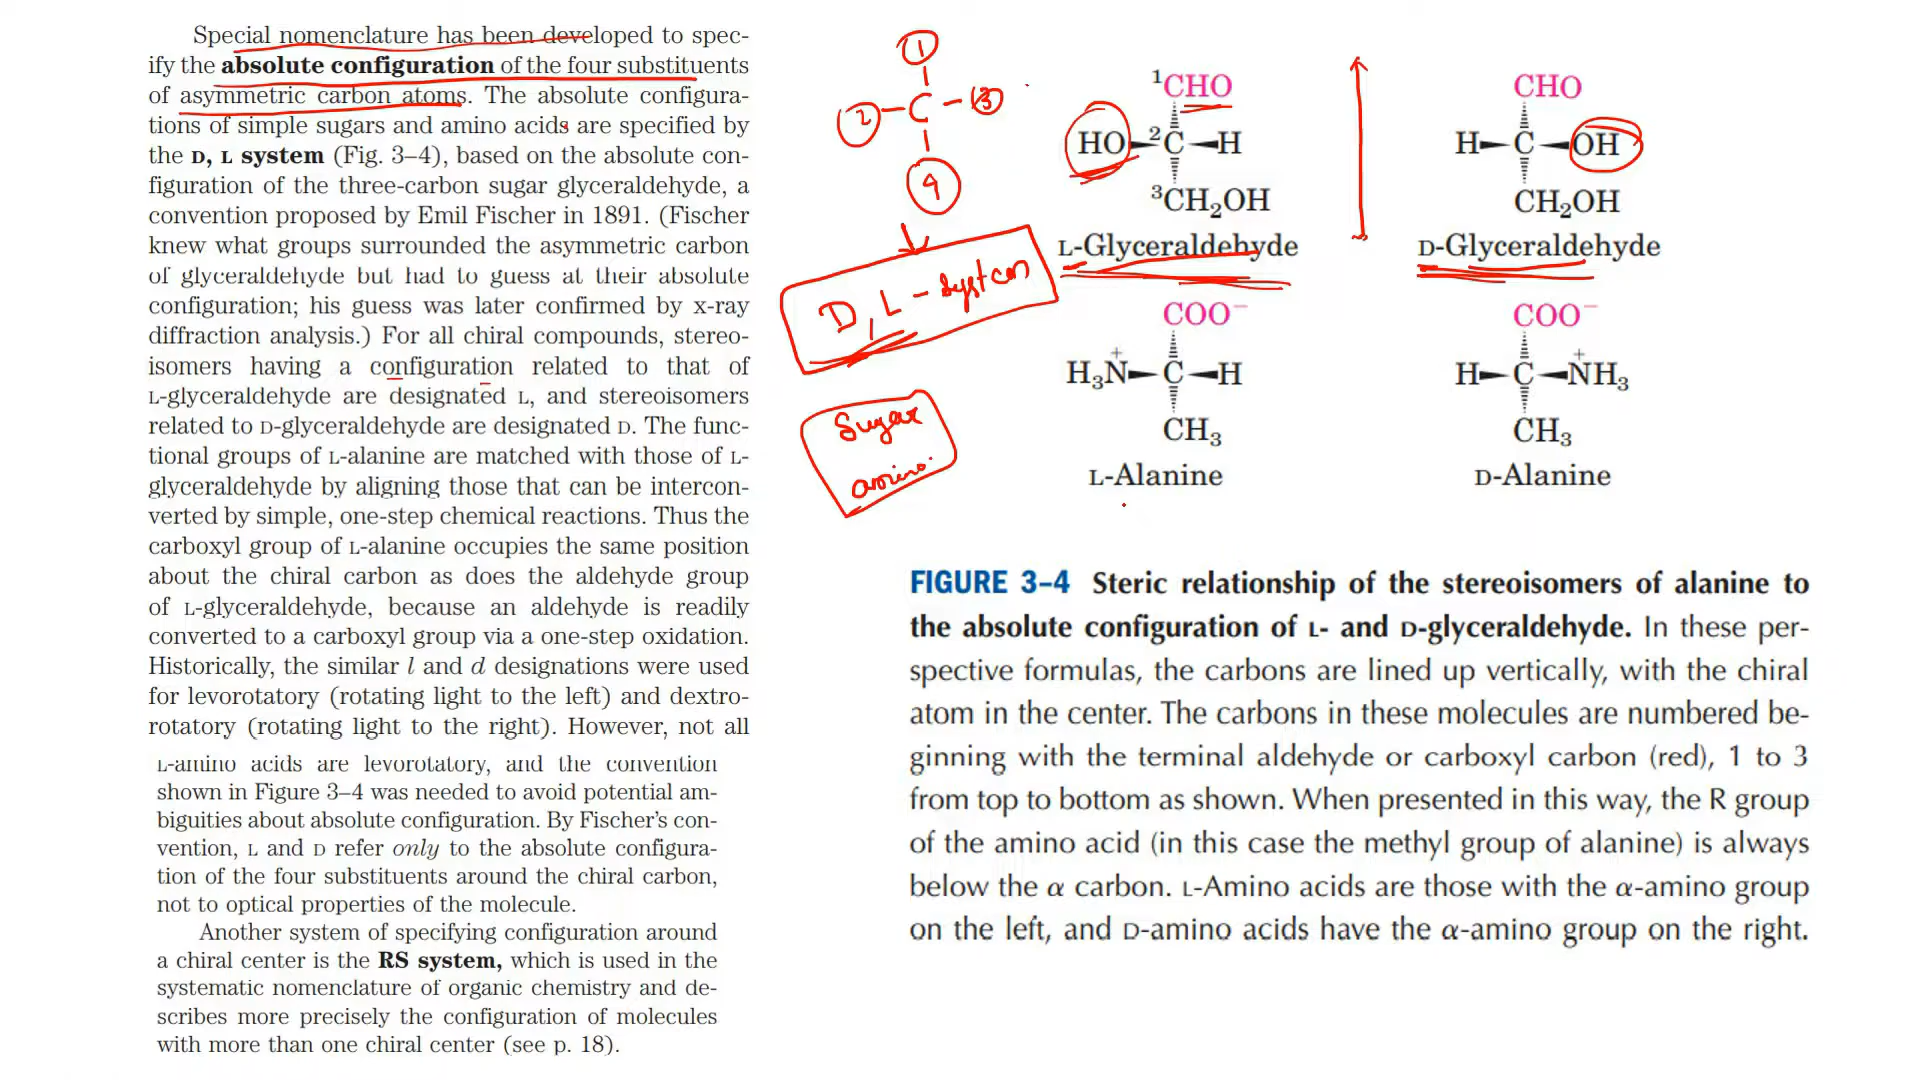 Special nomenclature has been developed to spec-
ify the absolute configuration of the four substituents
of asymmetric carbon atoms. The absolute configura-
tions of simple sugars and amino acids are specified by
the D, L system (Fig. 3–4), based on the absolute con-
figuration of the three-carbon sugar glyceraldehyde, a
convention proposed by Emil Fischer in 1891. (Fischer
knew what groups surrounded the asymmetric carbon
of glyceraldehyde but had to guess at their absolute
configuration; his guess was later confirmed by x-ray
diffraction analysis.) For all chiral compounds, stereo-
isomers having a configuration related to that of
L-glyceraldehyde are designated L, and stereoisomers
related to D-glyceraldehyde are designated D. The func-
tional groups of L-alanine are matched with those of L-
glyceraldehyde by aligning those that can be intercon-
verted by simple, one-step chemical reactions. Thus the
carboxyl group of L-alanine occupies the same position
about the chiral carbon as does the aldehyde group
of L-glyceraldehyde, because an aldehyde is readily
converted to a carboxyl group via a one-step oxidation.
Historically, the similar l and d designations were used
for levorotatory (rotating light to the left) and dextro-
rotatory (rotating light to the right). However, not all
L-amino acids are levorotatory, and the convention
shown in Figure 3–4 was needed to avoid potential am-
biguities about absolute configuration. By Fischer's con-
vention, L and D refer only to the absolute configura-
tion of the four substituents around the chiral carbon,
not to optical properties of the molecule.
Another system of specifying configuration around
a chiral center is the RS system, which is used in the
systematic nomenclature of organic chemistry and de-
scribes more precisely the configuration of molecules
with more than one chiral center (see p. 18).
1
2 C 3
4
D, L - System
Sugar
amino.
¹CHO
HO ²C H
³CH₂OH
L-Glyceraldehyde
CHO
H C OH
CH₂OH
D-Glyceraldehyde
COO⁻
H₃N⁺ C H
CH₃
L-Alanine
COO⁻
H C N⁺H₃
CH₃
D-Alanine
FIGURE 3–4 Steric relationship of the stereoisomers of alanine to
the absolute configuration of L- and D-glyceraldehyde. In these per-
spective formulas, the carbons are lined up vertically, with the chiral
atom in the center. The carbons in these molecules are numbered be-
ginning with the terminal aldehyde or carboxyl carbon (red), 1 to 3
from top to bottom as shown. When presented in this way, the R group
of the amino acid (in this case the methyl group of alanine) is always
below the α carbon. L-Amino acids are those with the α-amino group
on the left, and D-amino acids have the α-amino group on the right.